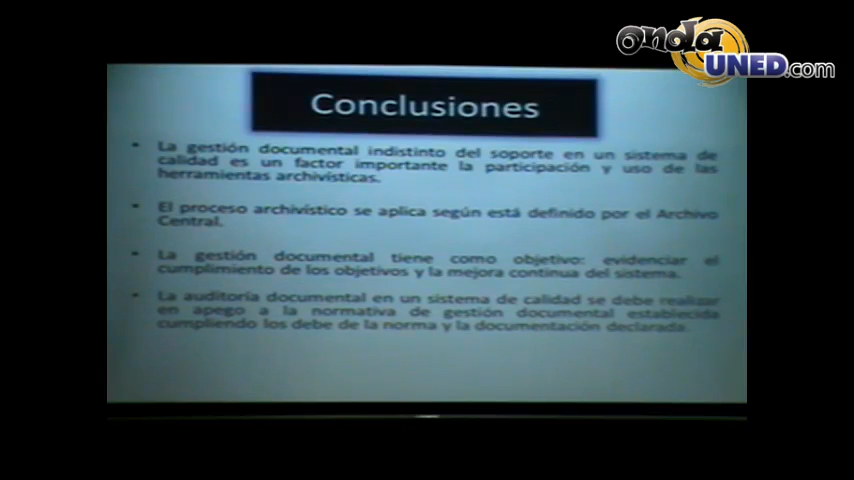 onda
UNED.com
Conclusiones
• La gestión documental indistinto del soporte en un sistema de
calidad es un factor importante la participación y uso de las
herramientas archivísticas.
• El proceso archivístico se aplica según está definido por el Archivo
Central.
• La gestión documental tiene como objetivo: evidenciar el
cumplimiento de los objetivos y la mejora continua del sistema.
• La auditoría documental en un sistema de calidad se debe realizar
en apego a la normativa de gestión documental establecida
cumpliendo los debe de la norma y la documentación declarada.